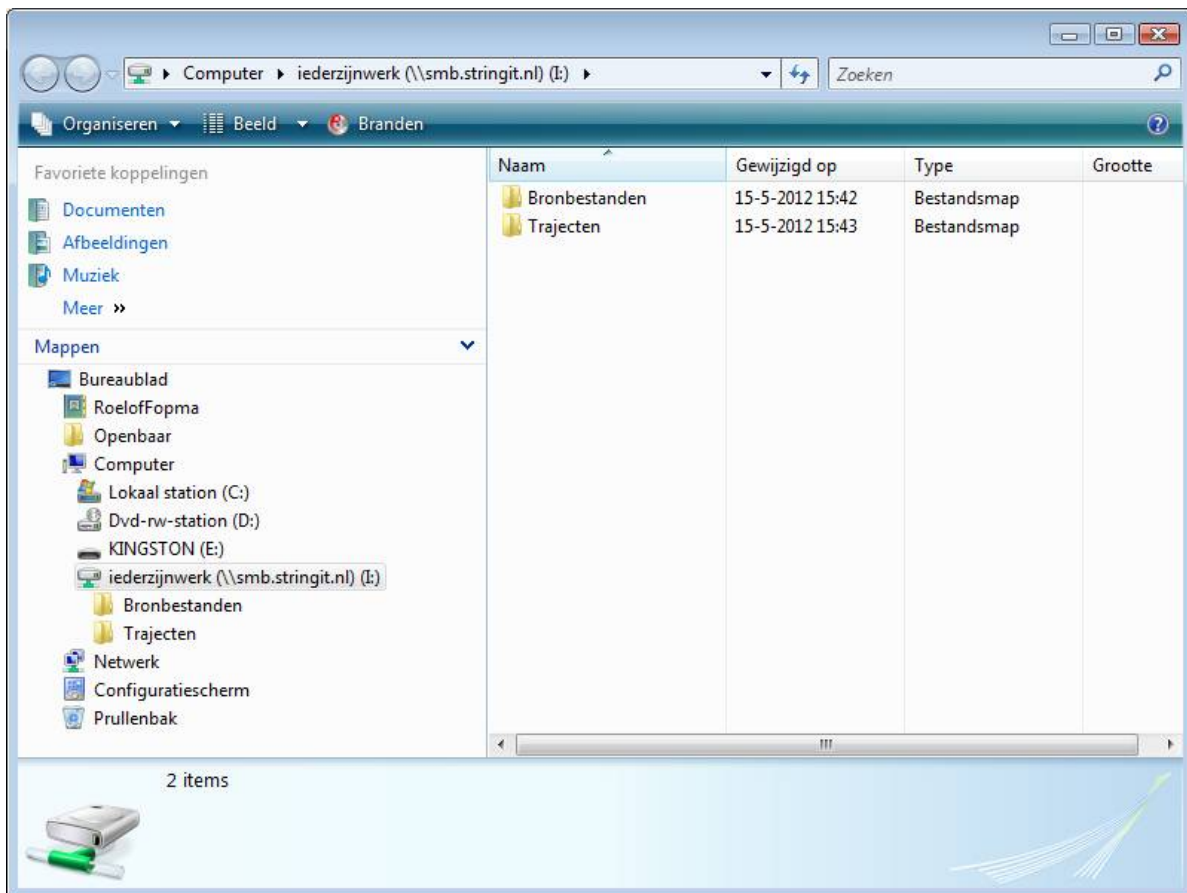 Computer iederzijnwerk (\\smb.stringit.nl) (I:) Zoeken
Organiseren Beeld Branden
Favoriete koppelingen
Documenten
Afbeeldingen
Muziek
Meer »
Mappen
Bureaublad
RoelofFopma
Openbaar
Computer
Lokaal station (C:)
Dvd-rw-station (D:)
KINGSTON (E:)
iederzijnwerk (\\smb.stringit.nl) (I:)
Bronbestanden
Trajecten
Netwerk
Configuratiescherm
Prullenbak
Naam Gewijzigd op Type Grootte
Bronbestanden 15-5-2012 15:42 Bestandsmap
Trajecten 15-5-2012 15:43 Bestandsmap
2 items